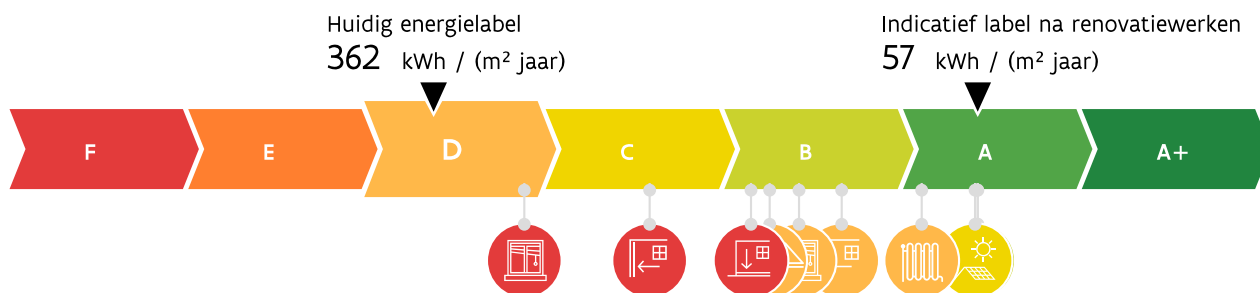 Huidig energielabel
362 kWh / (m² jaar)
Indicatief label na renovatiewerken
57 kWh / (m² jaar)
F E D C B A A+